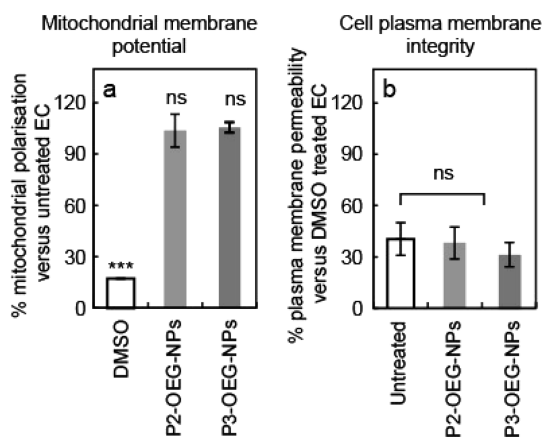 Mitochondrial membrane
potential
Cell plasma membrane
integrity
% mitochondrial polarisation
versus untreated EC
120
90
60
30
0
a
***
ns
ns
DMSO
P2-OEG-NPs
P3-OEG-NPs
% plasma membrane permeability
versus DMSO treated EC
120
90
60
30
0
b
ns
Untreated
P2-OEG-NPs
P3-OEG-NPs